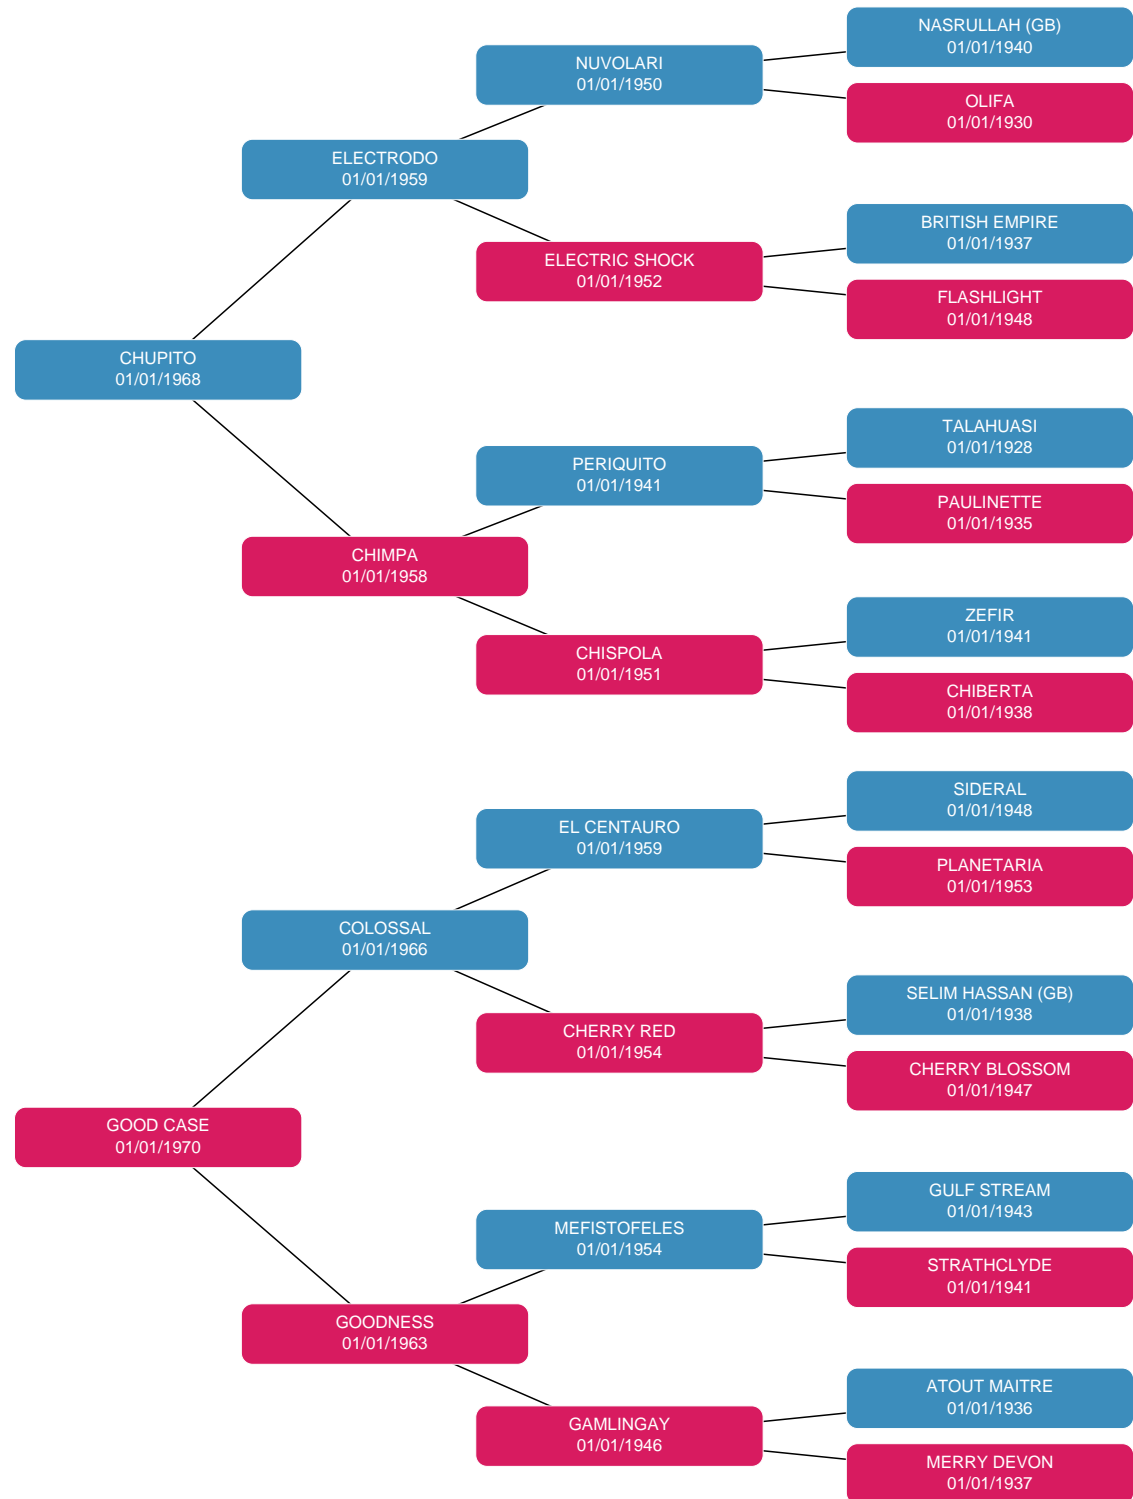 NASRULLAH (GB)
01/01/1940
NUVOLARI
01/01/1950
OLIFA
01/01/1930
ELECTRODO
01/01/1959
BRITISH EMPIRE
01/01/1937
ELECTRIC SHOCK
01/01/1952
FLASHLIGHT
01/01/1948
CHUPITO
01/01/1968
TALAHUASI
01/01/1928
PERIQUITO
01/01/1941
PAULINETTE
01/01/1935
CHIMPA
01/01/1958
ZEFIR
01/01/1941
CHISPOLA
01/01/1951
CHIBERTA
01/01/1938
SIDERAL
01/01/1948
EL CENTAURO
01/01/1959
PLANETARIA
01/01/1953
COLOSSAL
01/01/1966
SELIM HASSAN (GB)
01/01/1938
CHERRY RED
01/01/1954
CHERRY BLOSSOM
01/01/1947
GOOD CASE
01/01/1970
GULF STREAM
01/01/1943
MEFISTOFELES
01/01/1954
STRATHCLYDE
01/01/1941
GOODNESS
01/01/1963
ATOUT MAITRE
01/01/1936
GAMLINGAY
01/01/1946
MERRY DEVON
01/01/1937